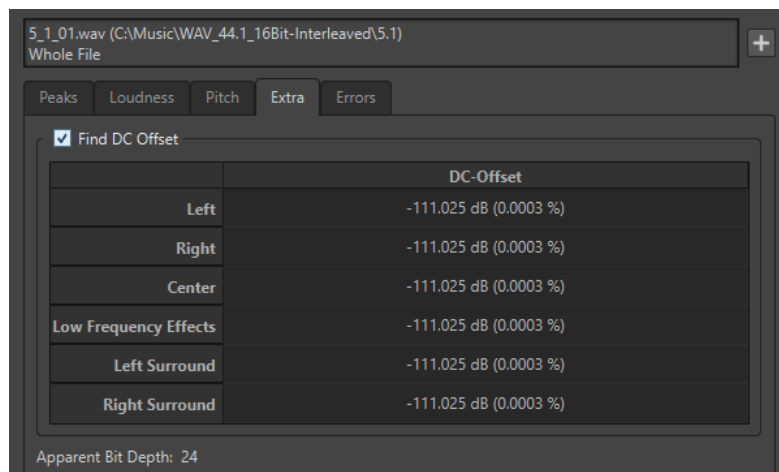 5_1_01.wav (C:\Music\WAV_44.1_16Bit-Interleaved\5.1)
Whole File
+
Peaks Loudness Pitch Extra Errors
Find DC Offset
DC-Offset
Left -111.025 dB (0.0003 %)
Right -111.025 dB (0.0003 %)
Center -111.025 dB (0.0003 %)
Low Frequency Effects -111.025 dB (0.0003 %)
Left Surround -111.025 dB (0.0003 %)
Right Surround -111.025 dB (0.0003 %)
Apparent Bit Depth: 24